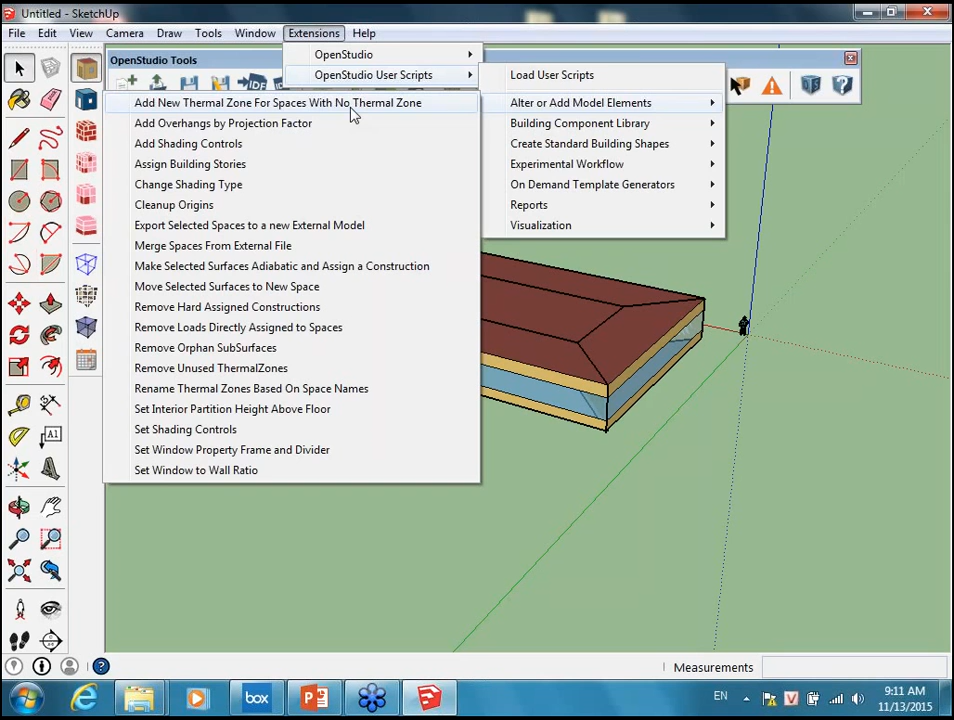 Untitled - SketchUp
File Edit View Camera Draw Tools Window Extensions Help
OpenStudio Tools
OpenStudio
OpenStudio User Scripts
Load User Scripts
Alter or Add Model Elements
Building Component Library
Create Standard Building Shapes
Experimental Workflow
On Demand Template Generators
Reports
Visualization
Add New Thermal Zone For Spaces With No Thermal Zone
Add Overhangs by Projection Factor
Add Shading Controls
Assign Building Stories
Change Shading Type
Cleanup Origins
Export Selected Spaces to a new External Model
Merge Spaces From External File
Make Selected Surfaces Adiabatic and Assign a Construction
Move Selected Surfaces to New Space
Remove Hard Assigned Constructions
Remove Loads Directly Assigned to Spaces
Remove Orphan SubSurfaces
Remove Unused ThermalZones
Rename Thermal Zones Based On Space Names
Set Interior Partition Height Above Floor
Set Shading Controls
Set Window Property Frame and Divider
Set Window to Wall Ratio
Measurements
box
EN
9:11 AM
11/13/2015